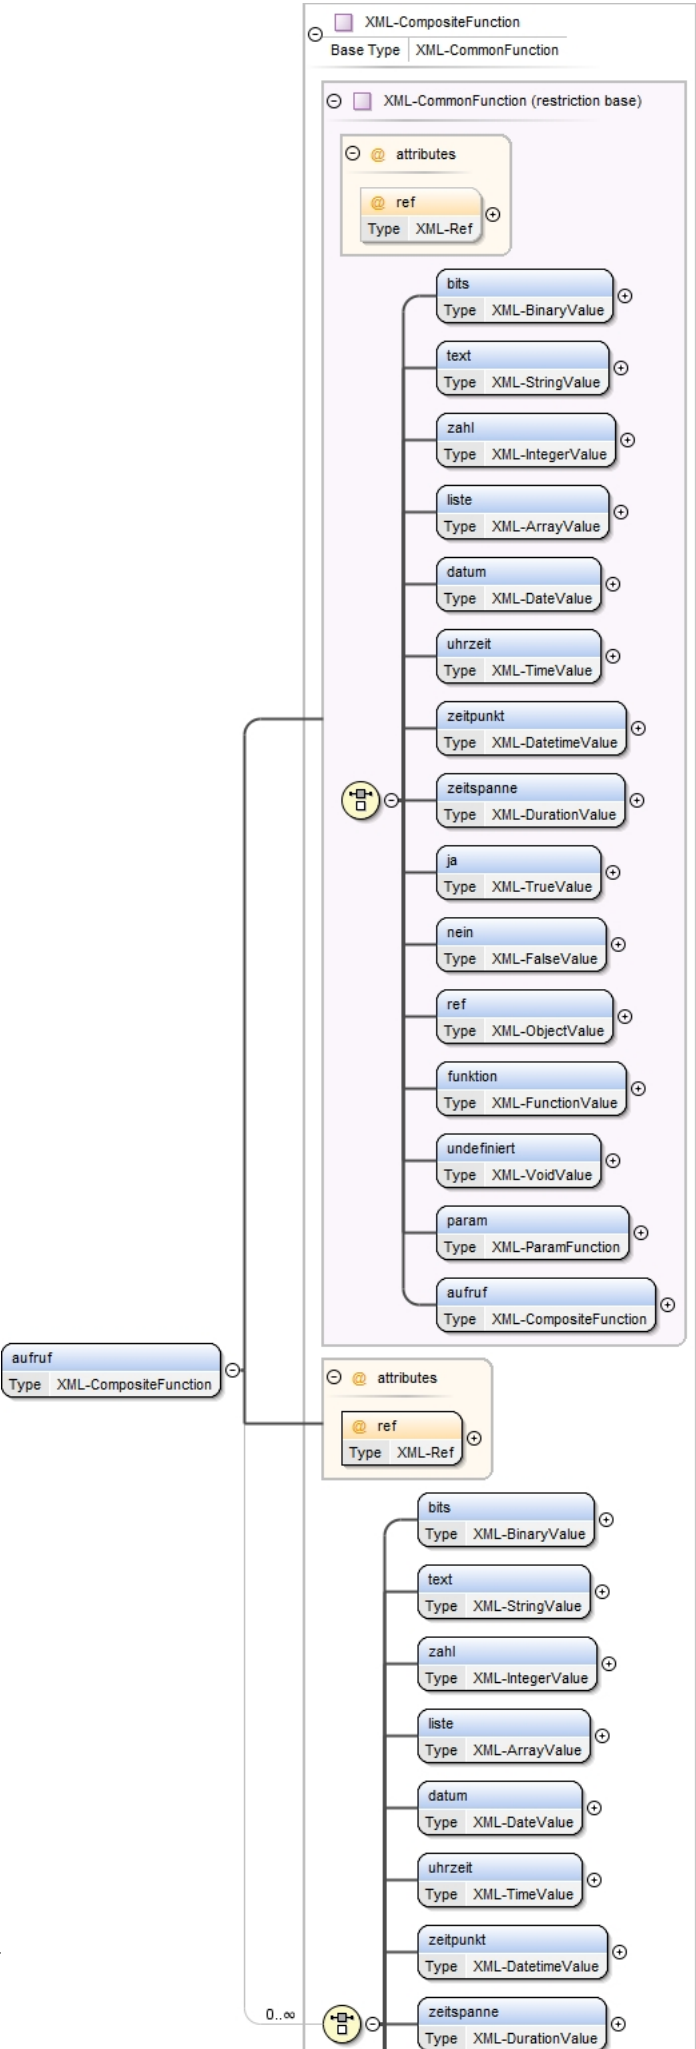 XML-CompositeFunction
Base Type XML-CommonFunction
XML-CommonFunction (restriction base)
@ attributes
@ ref
Type XML-Ref
bits
Type XML-BinaryValue
text
Type XML-StringValue
zahl
Type XML-IntegerValue
liste
Type XML-ArrayValue
datum
Type XML-DateValue
uhrzeit
Type XML-TimeValue
zeitpunkt
Type XML-DatetimeValue
zeitspanne
Type XML-DurationValue
ja
Type XML-TrueValue
nein
Type XML-FalseValue
ref
Type XML-ObjectValue
funktion
Type XML-FunctionValue
undefiniert
Type XML-VoidValue
param
Type XML-ParamFunction
aufruf
Type XML-CompositeFunction
aufruf
Type XML-CompositeFunction
@ attributes
@ ref
Type XML-Ref
bits
Type XML-BinaryValue
text
Type XML-StringValue
zahl
Type XML-IntegerValue
liste
Type XML-ArrayValue
datum
Type XML-DateValue
uhrzeit
Type XML-TimeValue
zeitpunkt
Type XML-DatetimeValue
0..∞
zeitspanne
Type XML-DurationValue